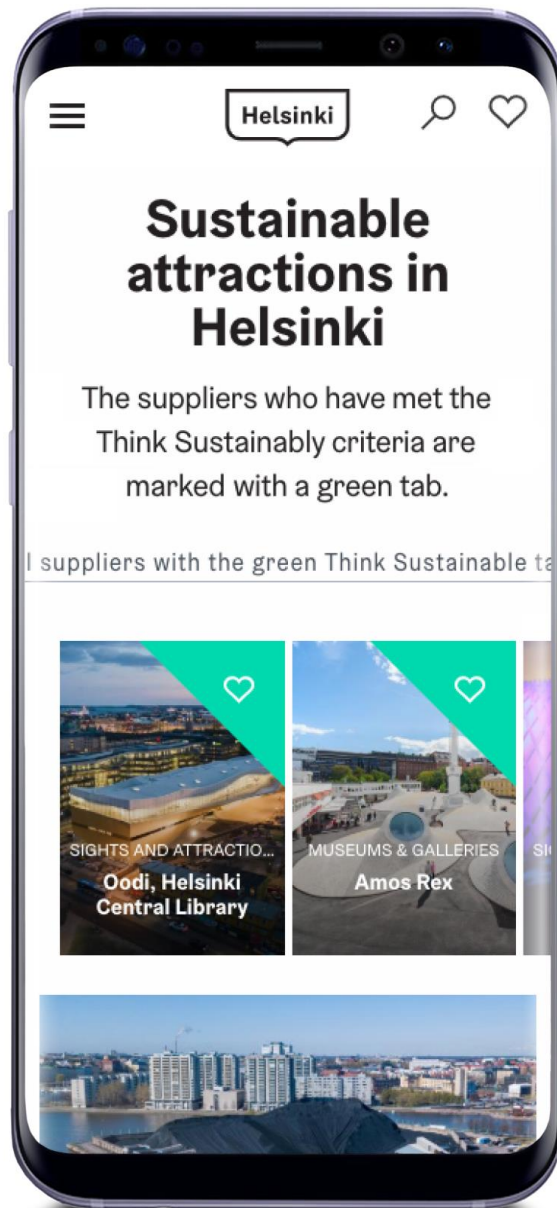 Helsinki
Sustainable
attractions in
Helsinki
The suppliers who have met the
Think Sustainably criteria are
marked with a green tab.
suppliers with the green Think Sustainable
SIGHTS AND ATTRACTIO...
Oodi, Helsinki
Central Library
MUSEUMS & GALLERIES
Amos Rex